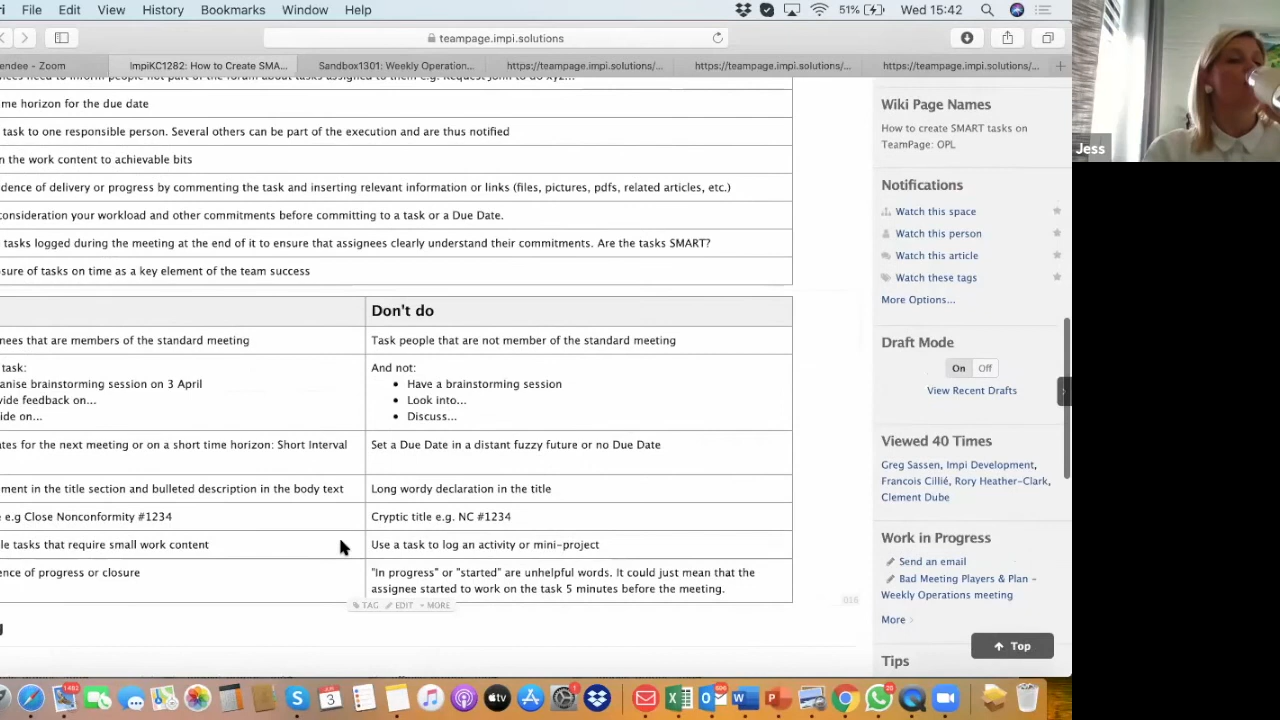 File Edit View History Bookmarks Window Help 51% Wed 15:42
teampage.impi.solutions
endee - Zoom ImpiKC1282: How to Create SMA... Sandbox1301: Weekly Operation... https://teampage.impi.solutions/... https://teampage.impi.solutions/... https://teampage.impi.solutions/...
me horizon for the due date
task to one responsible person. Several others can be part of the execution and are thus notified
n the work content to achievable bits
dence of delivery or progress by commenting the task and inserting relevant information or links (files, pictures, pdfs, related articles, etc.)
consideration your workload and other commitments before committing to a task or a Due Date.
tasks logged during the meeting at the end of it to ensure that assignees clearly understand their commitments. Are the tasks SMART?
sure of tasks on time as a key element of the team success
Don't do
nees that are members of the standard meeting
Task people that are not member of the standard meeting
task:
anise brainstorming session on 3 April
vide feedback on...
ide on...
And not:
• Have a brainstorming session
• Look into...
• Discuss...
ates for the next meeting or on a short time horizon: Short Interval
Set a Due Date in a distant fuzzy future or no Due Date
ement in the title section and bulleted description in the body text
Long wordy declaration in the title
e e.g Close Nonconformity #1234
Cryptic title e.g. NC #1234
le tasks that require small work content
Use a task to log an activity or mini-project
ence of progress or closure
"In progress" or "started" are unhelpful words. It could just mean that the
assignee started to work on the task 5 minutes before the meeting.
TAG EDIT MORE
016
Wiki Page Names
How to create SMART tasks on
TeamPage: OPL
Notifications
Watch this space
Watch this person
Watch this article
Watch these tags
More Options...
Draft Mode
On Off
View Recent Drafts
Viewed 40 Times
Greg Sassen, Impi Development,
Francois Cillié, Rory Heather-Clark,
Clement Dube
Work in Progress
Send an email
Bad Meeting Players & Plan –
Weekly Operations meeting
More
Top
Tips
Jess